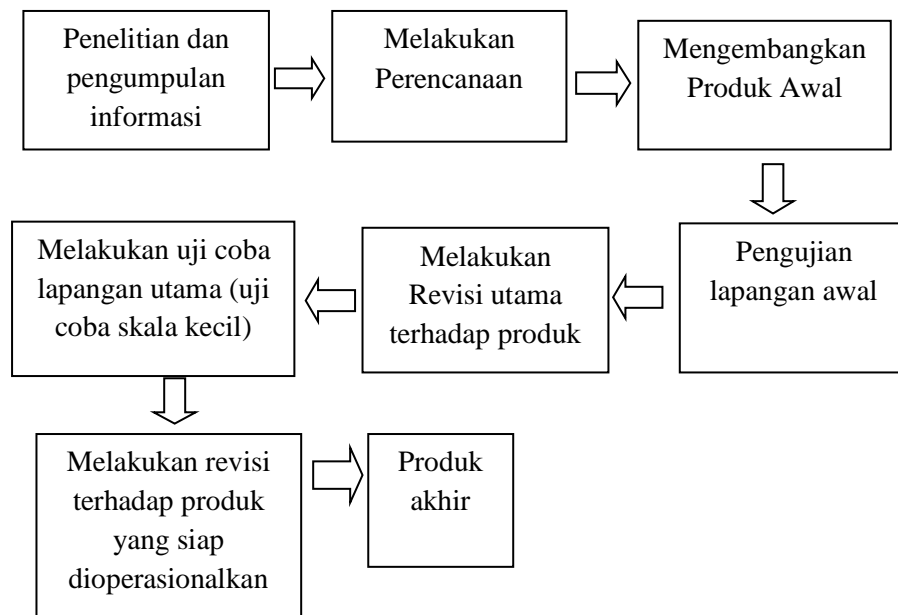 Penelitian dan
pengumpulan
informasi
Melakukan
Perencanaan
Mengembangkan
Produk Awal
Pengujian
lapangan awal
Melakukan
Revisi utama
terhadap produk
Melakukan uji coba
lapangan utama (uji
coba skala kecil)
Melakukan revisi
terhadap produk
yang siap
dioperasionalkan
Produk
akhir